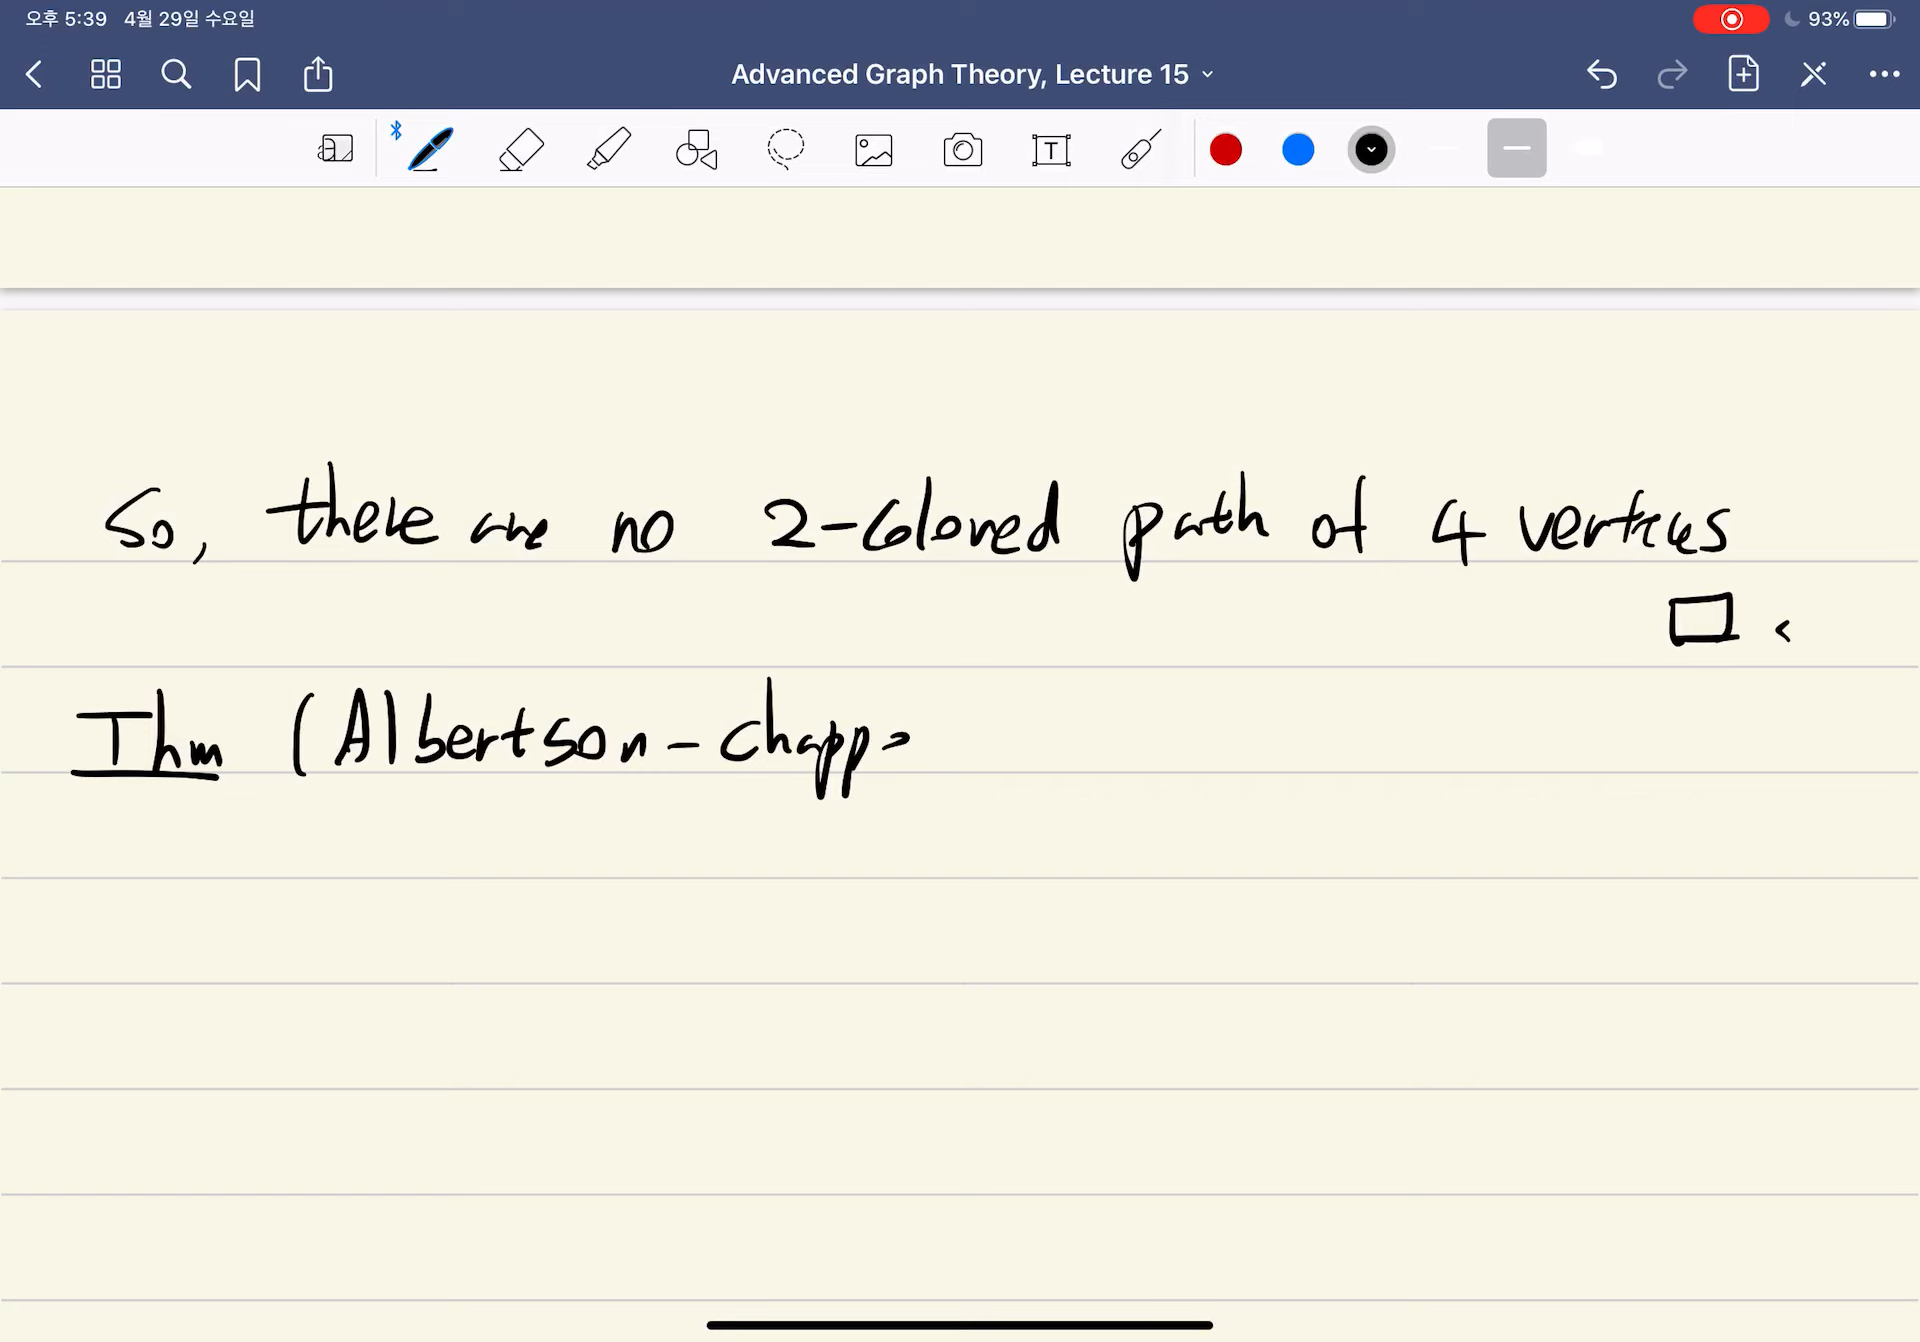 오후 5:39 4월 29일 수요일 93%
Advanced Graph Theory, Lecture 15
a T
So, there are no 2-colored path of 4 vertices
□
Thm (Albertson-Chapp